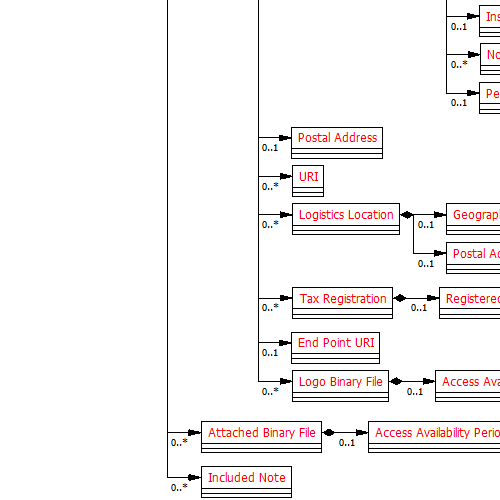 Ins
0..1
No
0..*
Pe
0..1
Postal Address
0..1
URI
0..*
Logistics Location
Geograp
0..*
0..1
Postal Ad
0..1
Tax Registration
Registered
0..*
0..1
End Point URI
0..1
Logo Binary File
Access Ava
0..*
0..1
Attached Binary File
Access Availability Perio
0..*
0..1
Included Note
0..*